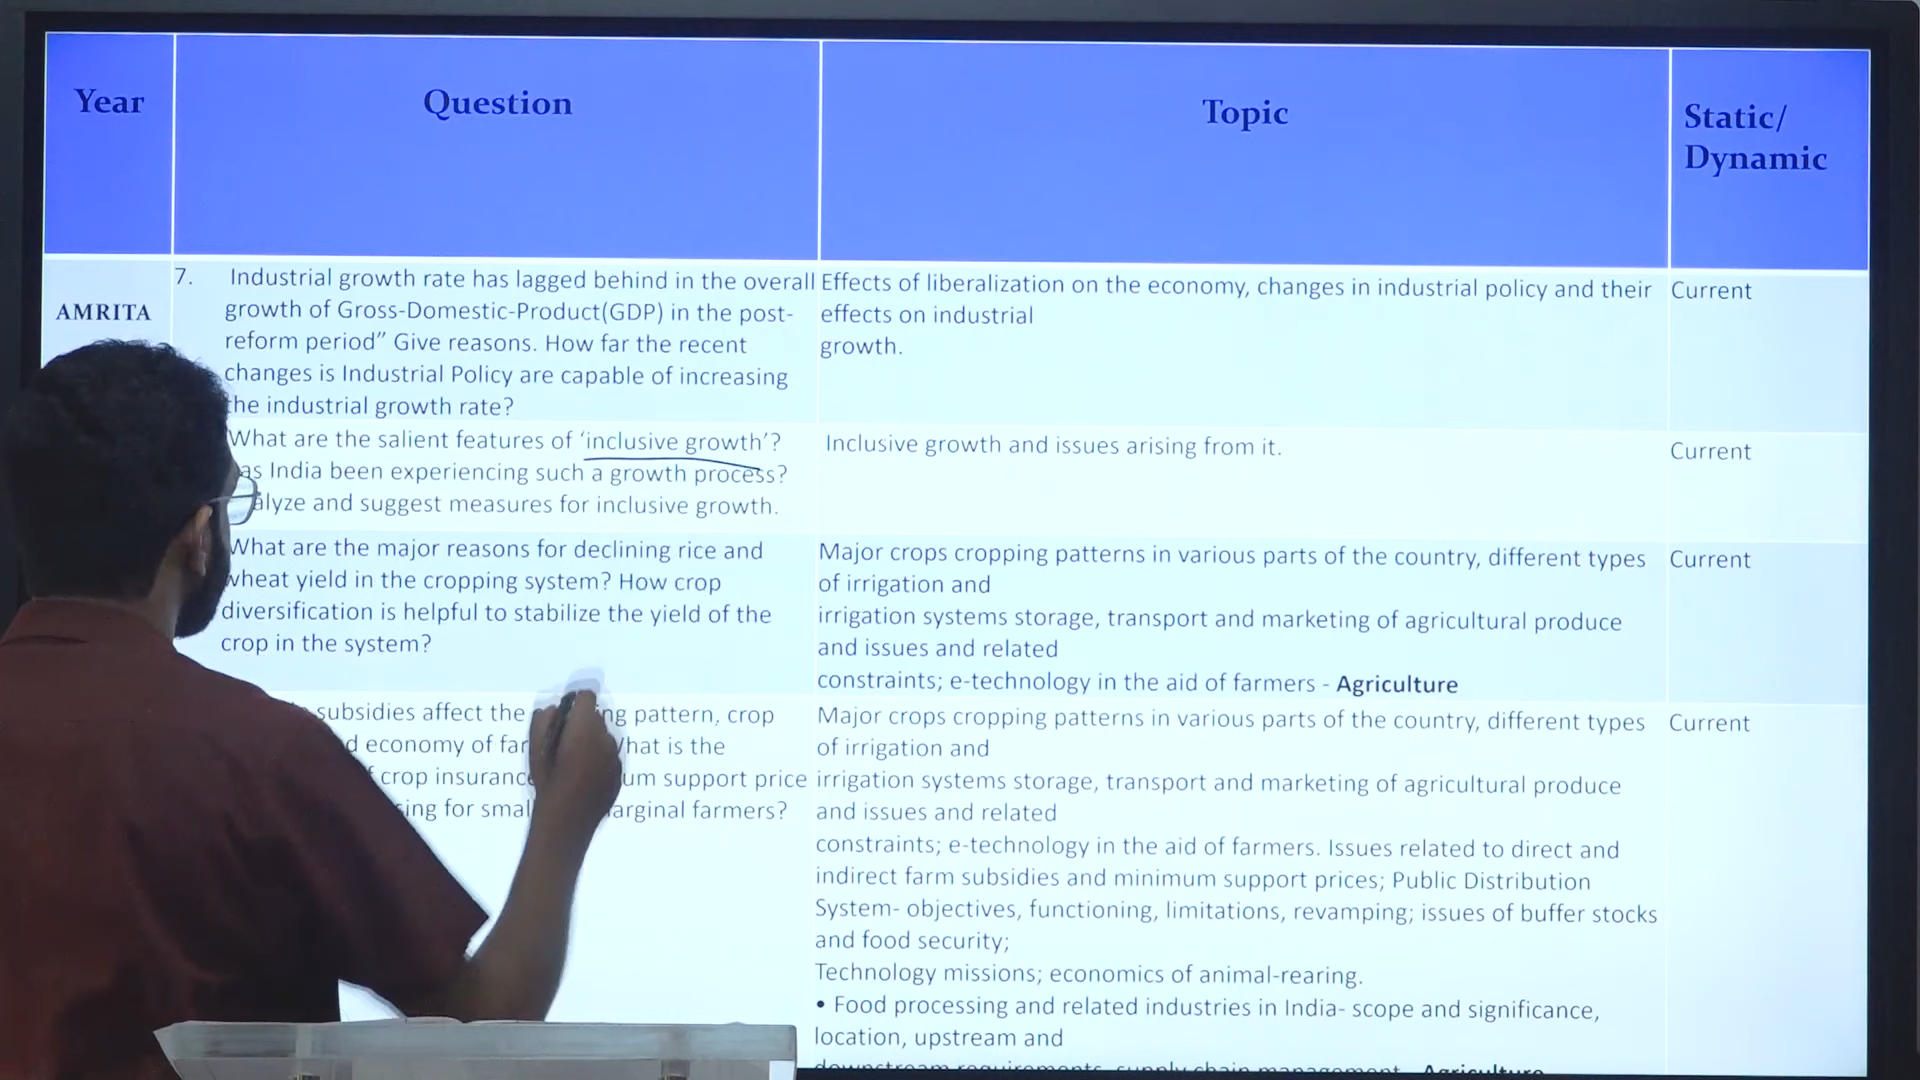 Year
Question
Topic
Static/
Dynamic
AMRITA
7. Industrial growth rate has lagged behind in the overall
growth of Gross-Domestic-Product(GDP) in the post-
reform period” Give reasons. How far the recent
changes is Industrial Policy are capable of increasing
the industrial growth rate?
Effects of liberalization on the economy, changes in industrial policy and their
effects on industrial
growth.
Current
What are the salient features of ‘inclusive growth’?
as India been experiencing such a growth process?
alyze and suggest measures for inclusive growth.
Inclusive growth and issues arising from it.
Current
What are the major reasons for declining rice and
wheat yield in the cropping system? How crop
diversification is helpful to stabilize the yield of the
crop in the system?
Major crops cropping patterns in various parts of the country, different types
of irrigation and
irrigation systems storage, transport and marketing of agricultural produce
and issues and related
constraints; e-technology in the aid of farmers - Agriculture
Current
subsidies affect the pattern, crop
economy of What is the
crop insurance support price
for marginal farmers?
Major crops cropping patterns in various parts of the country, different types
of irrigation and
irrigation systems storage, transport and marketing of agricultural produce
and issues and related
constraints; e-technology in the aid of farmers. Issues related to direct and
indirect farm subsidies and minimum support prices; Public Distribution
System- objectives, functioning, limitations, revamping; issues of buffer stocks
and food security;
Technology missions; economics of animal-rearing.
• Food processing and related industries in India- scope and significance,
location, upstream and
downstream requirements, supply chain management. Agriculture
Current